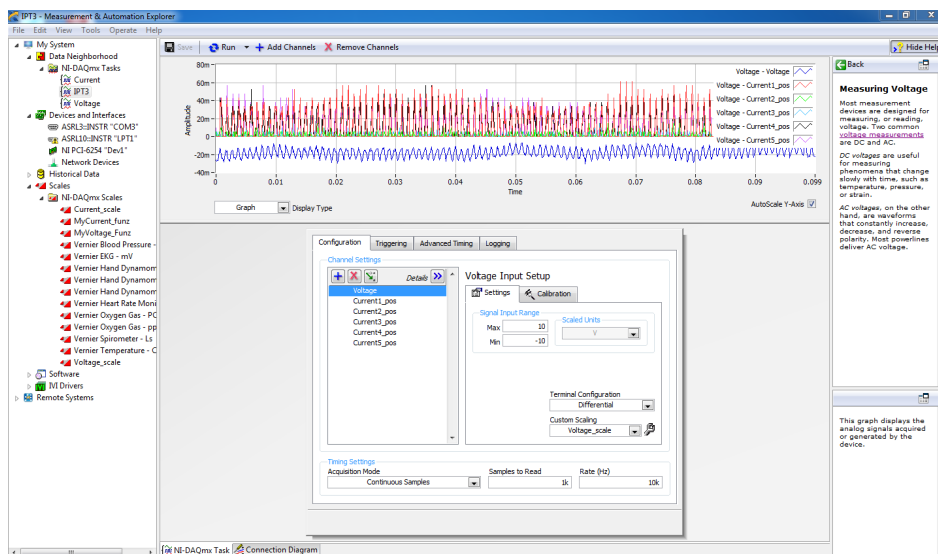 IPT3 - Measurement & Automation Explorer
File Edit View Tools Operate Help
My System
Data Neighborhood
NI-DAQmx Tasks
Current
IPT3
Voltage
Devices and Interfaces
ASRL3::INSTR "COM3"
ASRL10::INSTR "LPT1"
NI PCI-6254 "Dev1"
Network Devices
Historical Data
Scales
NI-DAQmx Scales
Current_scale
MyCurrent_funz
MyVoltage_Funz
Vernier Blood Pressure -
Vernier EKG - mV
Vernier Hand Dynamom
Vernier Hand Dynamom
Vernier Hand Dynamom
Vernier Heart Rate Moni
Vernier Oxygen Gas - PC
Vernier Oxygen Gas - pp
Vernier Spirometer - Ls
Vernier Temperature - C
Voltage_scale
Software
IVI Drivers
Remote Systems
Save Run Add Channels Remove Channels
Hide Help
80m
60m
40m
20m
0
-20m
-40m
Amplitude
0 0.01 0.02 0.03 0.04 0.05 0.06 0.07 0.08 0.09 0.099
Time
Voltage - Voltage
Voltage - Current1_pos
Voltage - Current2_pos
Voltage - Current3_pos
Voltage - Current4_pos
Voltage - Current5_pos
Graph Display Type
AutoScale Y-Axis
Configuration Triggering Advanced Timing Logging
Channel Settings
Details
Voltage
Current1_pos
Current2_pos
Current3_pos
Current4_pos
Current5_pos
Voltage Input Setup
Settings Calibration
Signal Input Range
Max 10
Min -10
Scaled Units
V
Terminal Configuration
Differential
Custom Scaling
Voltage_scale
Timing Settings
Acquisition Mode Samples to Read Rate (Hz)
Continuous Samples 1k 10k
NI-DAQmx Task Connection Diagram
Back
Measuring Voltage
Most measurement
devices are designed for
measuring, or reading,
voltage. Two common
voltage measurements
are DC and AC.
DC voltages are useful
for measuring
phenomena that change
slowly with time, such as
temperature, pressure,
or strain.
AC voltages, on the other
hand, are waveforms
that constantly increase,
decrease, and reverse
polarity. Most powerlines
deliver AC voltage.
This graph displays the
analog signals acquired
or generated by the
device.